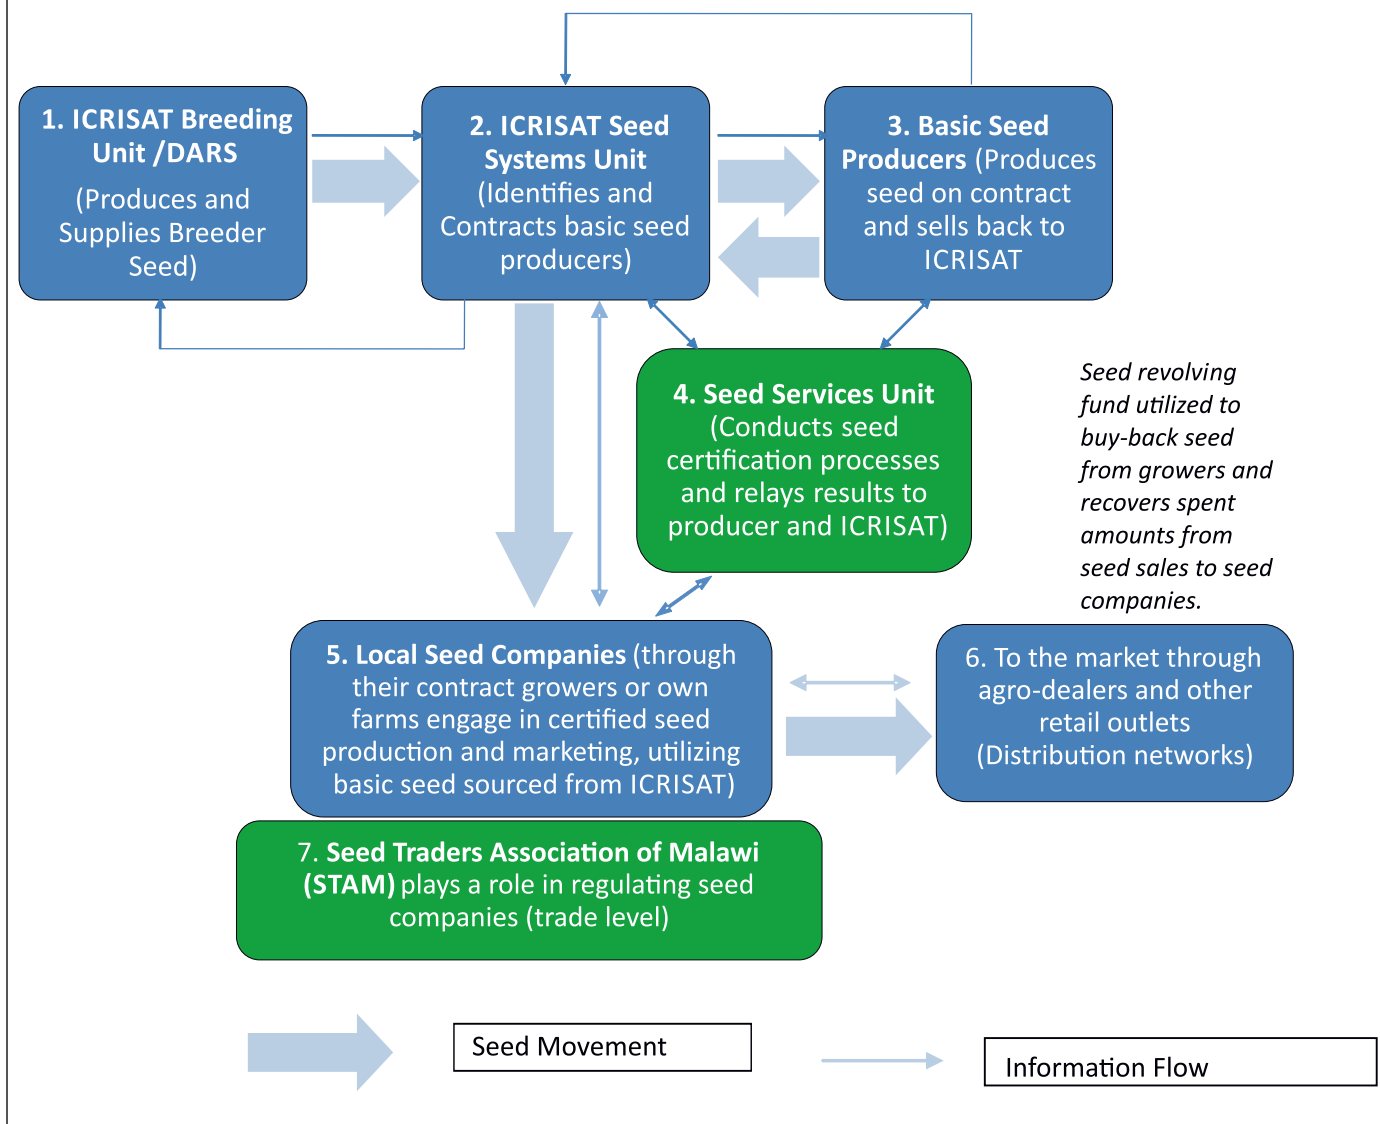 1. ICRISAT Breeding
Unit /DARS
(Produces and
Supplies Breeder
Seed)
2. ICRISAT Seed
Systems Unit
(Identifies and
Contracts basic seed
producers)
3. Basic Seed
Producers (Produces
seed on contract
and sells back to
ICRISAT
4. Seed Services Unit
(Conducts seed
certification processes
and relays results to
producer and ICRISAT)
Seed revolving
fund utilized to
buy-back seed
from growers and
recovers spent
amounts from
seed sales to seed
companies.
5. Local Seed Companies (through
their contract growers or own
farms engage in certified seed
production and marketing, utilizing
basic seed sourced from ICRISAT)
6. To the market through
agro-dealers and other
retail outlets
(Distribution networks)
7. Seed Traders Association of Malawi
(STAM) plays a role in regulating seed
companies (trade level)
Seed Movement
Information Flow